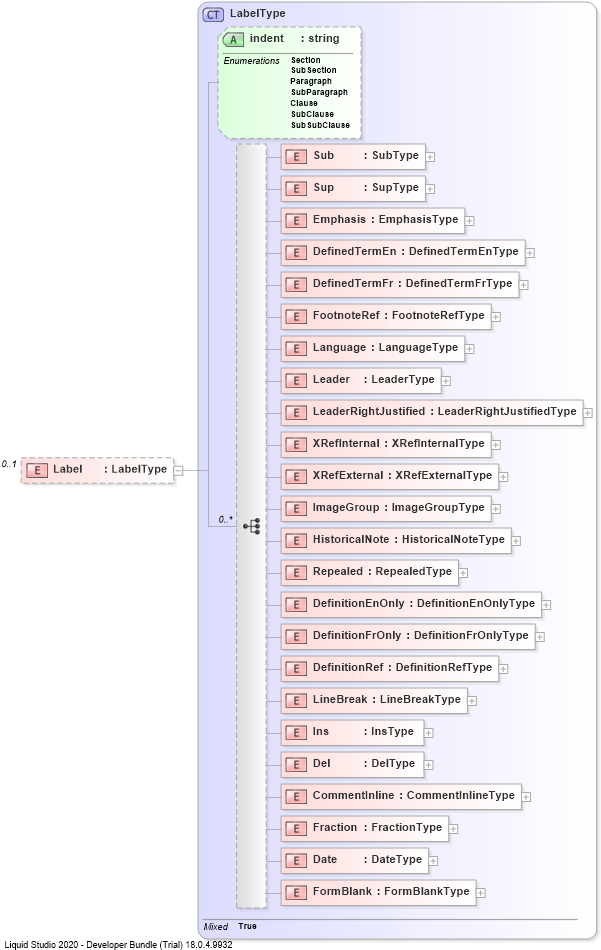 CT LabelType
A indent : string
Enumerations Section
SubSection
Paragraph
SubParagraph
Clause
SubClause
SubSubClause
E Sub : SubType
E Sup : SupType
E Emphasis : EmphasisType
E DefinedTermEn : DefinedTermEnType
E DefinedTermFr : DefinedTermFrType
E FootnoteRef : FootnoteRefType
E Language : LanguageType
E Leader : LeaderType
E LeaderRightJustified : LeaderRightJustifiedType
E XRefInternal : XRefInternalType
0..1 E Label : LabelType
E XRefExternal : XRefExternalType
E ImageGroup : ImageGroupType
0..*
E HistoricalNote : HistoricalNoteType
E Repealed : RepealedType
E DefinitionEnOnly : DefinitionEnOnlyType
E DefinitionFrOnly : DefinitionFrOnlyType
E DefinitionRef : DefinitionRefType
E LineBreak : LineBreakType
E Ins : InsType
E Del : DelType
E CommentInline : CommentInlineType
E Fraction : FractionType
E Date : DateType
E FormBlank : FormBlankType
Mixed True
Liquid Studio 2020 - Developer Bundle (Trial) 18.0.4.9932